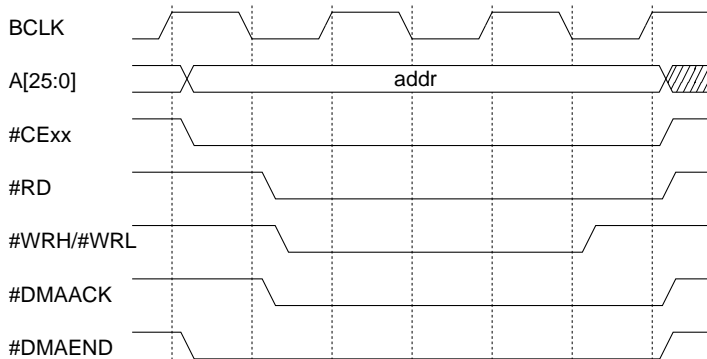 BCLK
A[25:0]
addr
#CExx
#RD
#WRH/#WRL
#DMAACK
#DMAEND